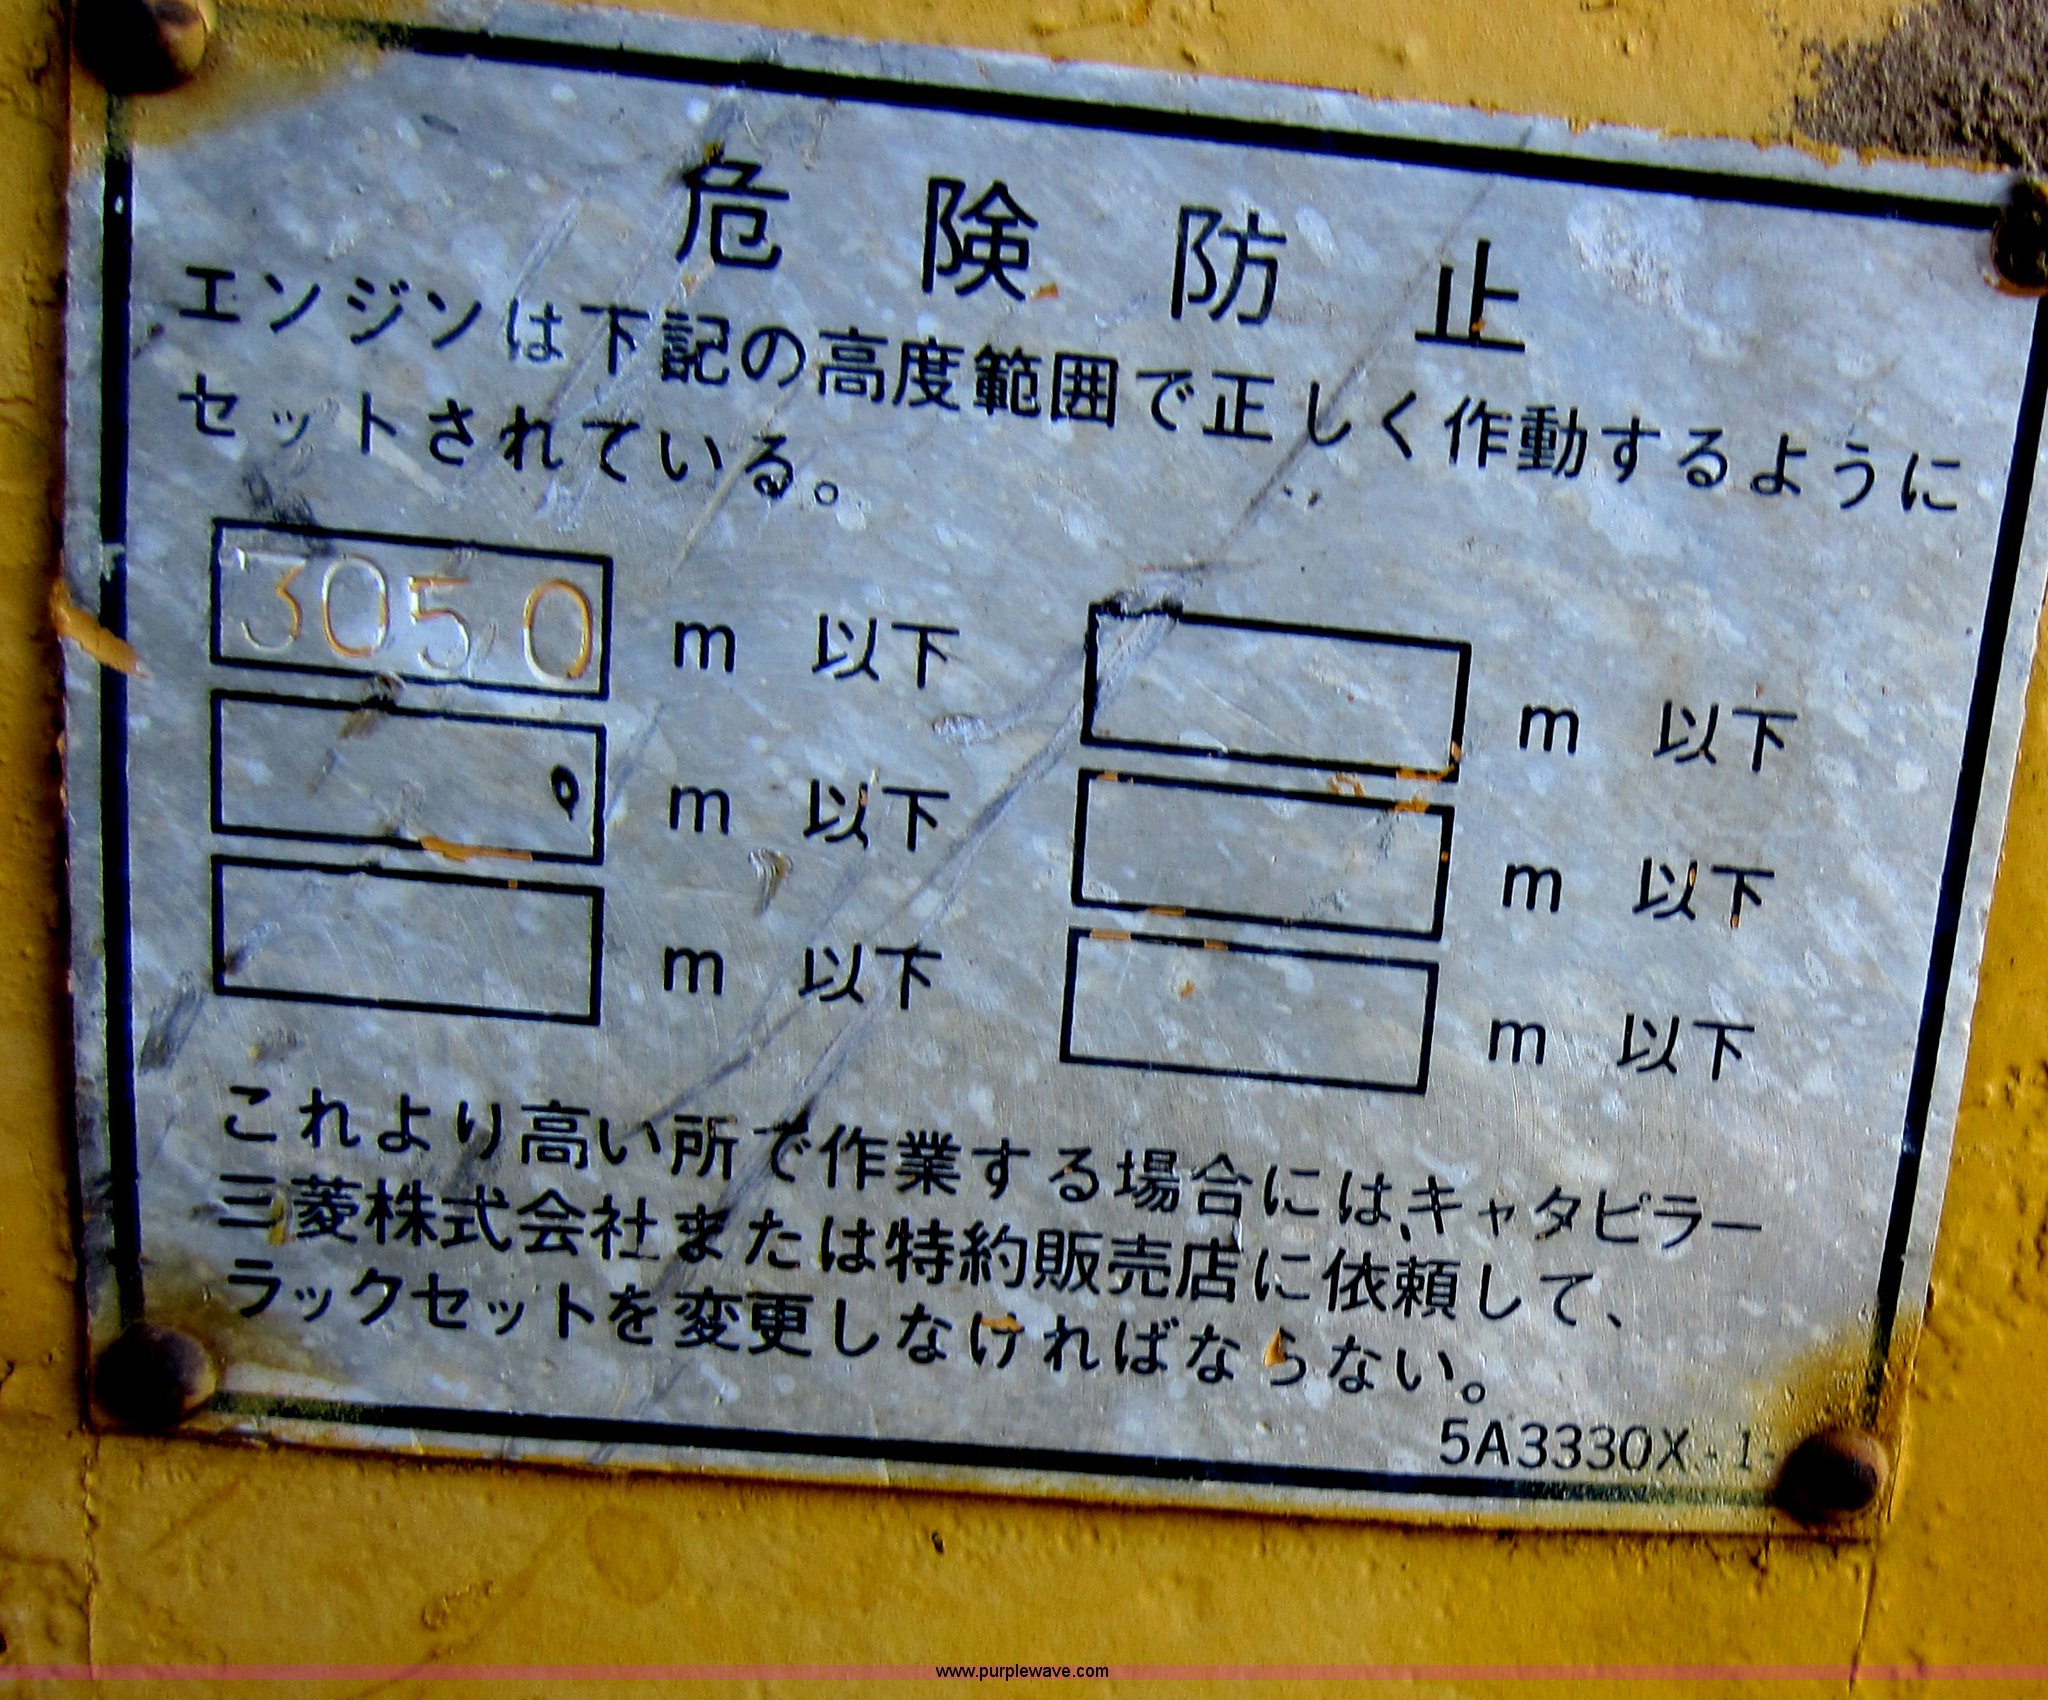 危険防止
エンジンは下記の高度範囲で正しく作動するように
セットされている。
3050 m 以下
m 以下
m 以下
m 以下
m 以下
m 以下
これより高い所で作業する場合には、キャタピラー
三菱株式会社または特約販売店に依頼して、
ラックセットを変更しなければならない。
5A3330X-1-
www.purplewave.com